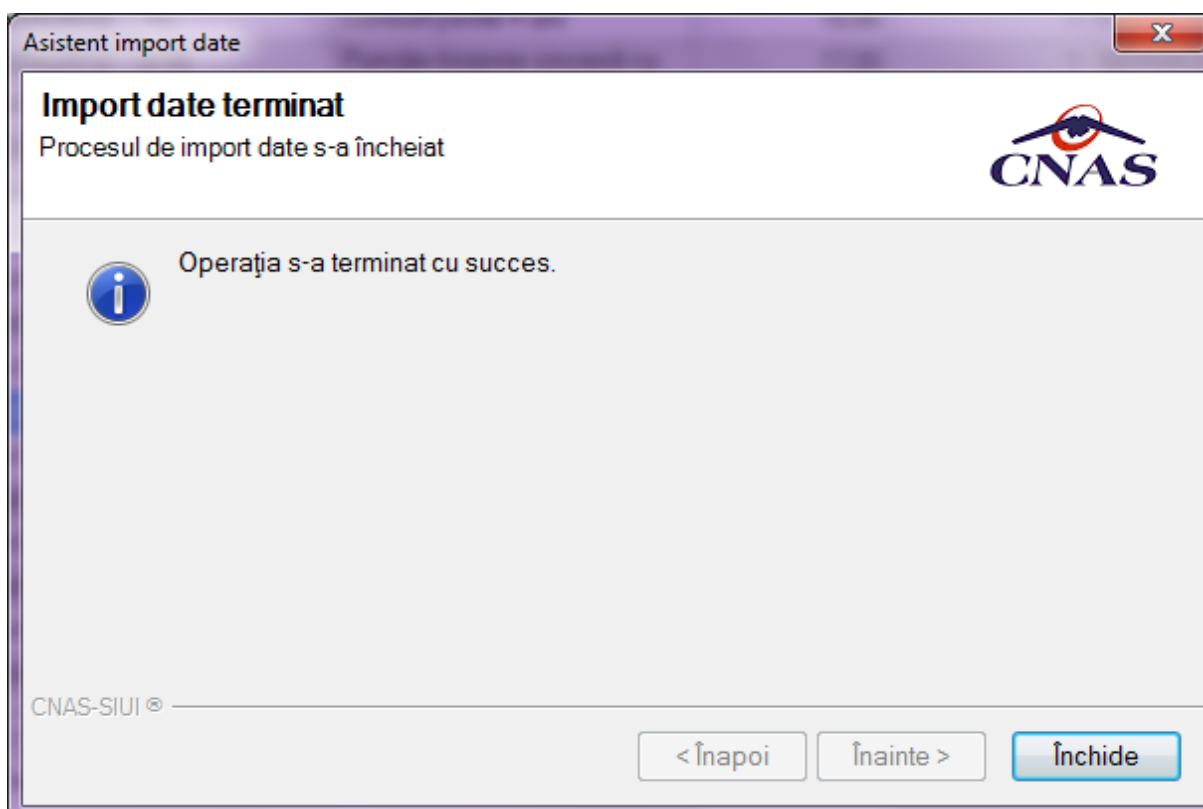 Asistent import date
Import date terminat
Procesul de import date s-a încheiat
CNAS
Operaţia s-a terminat cu succes.
CNAS-SIUI ®
< Înapoi
Înainte >
Închide